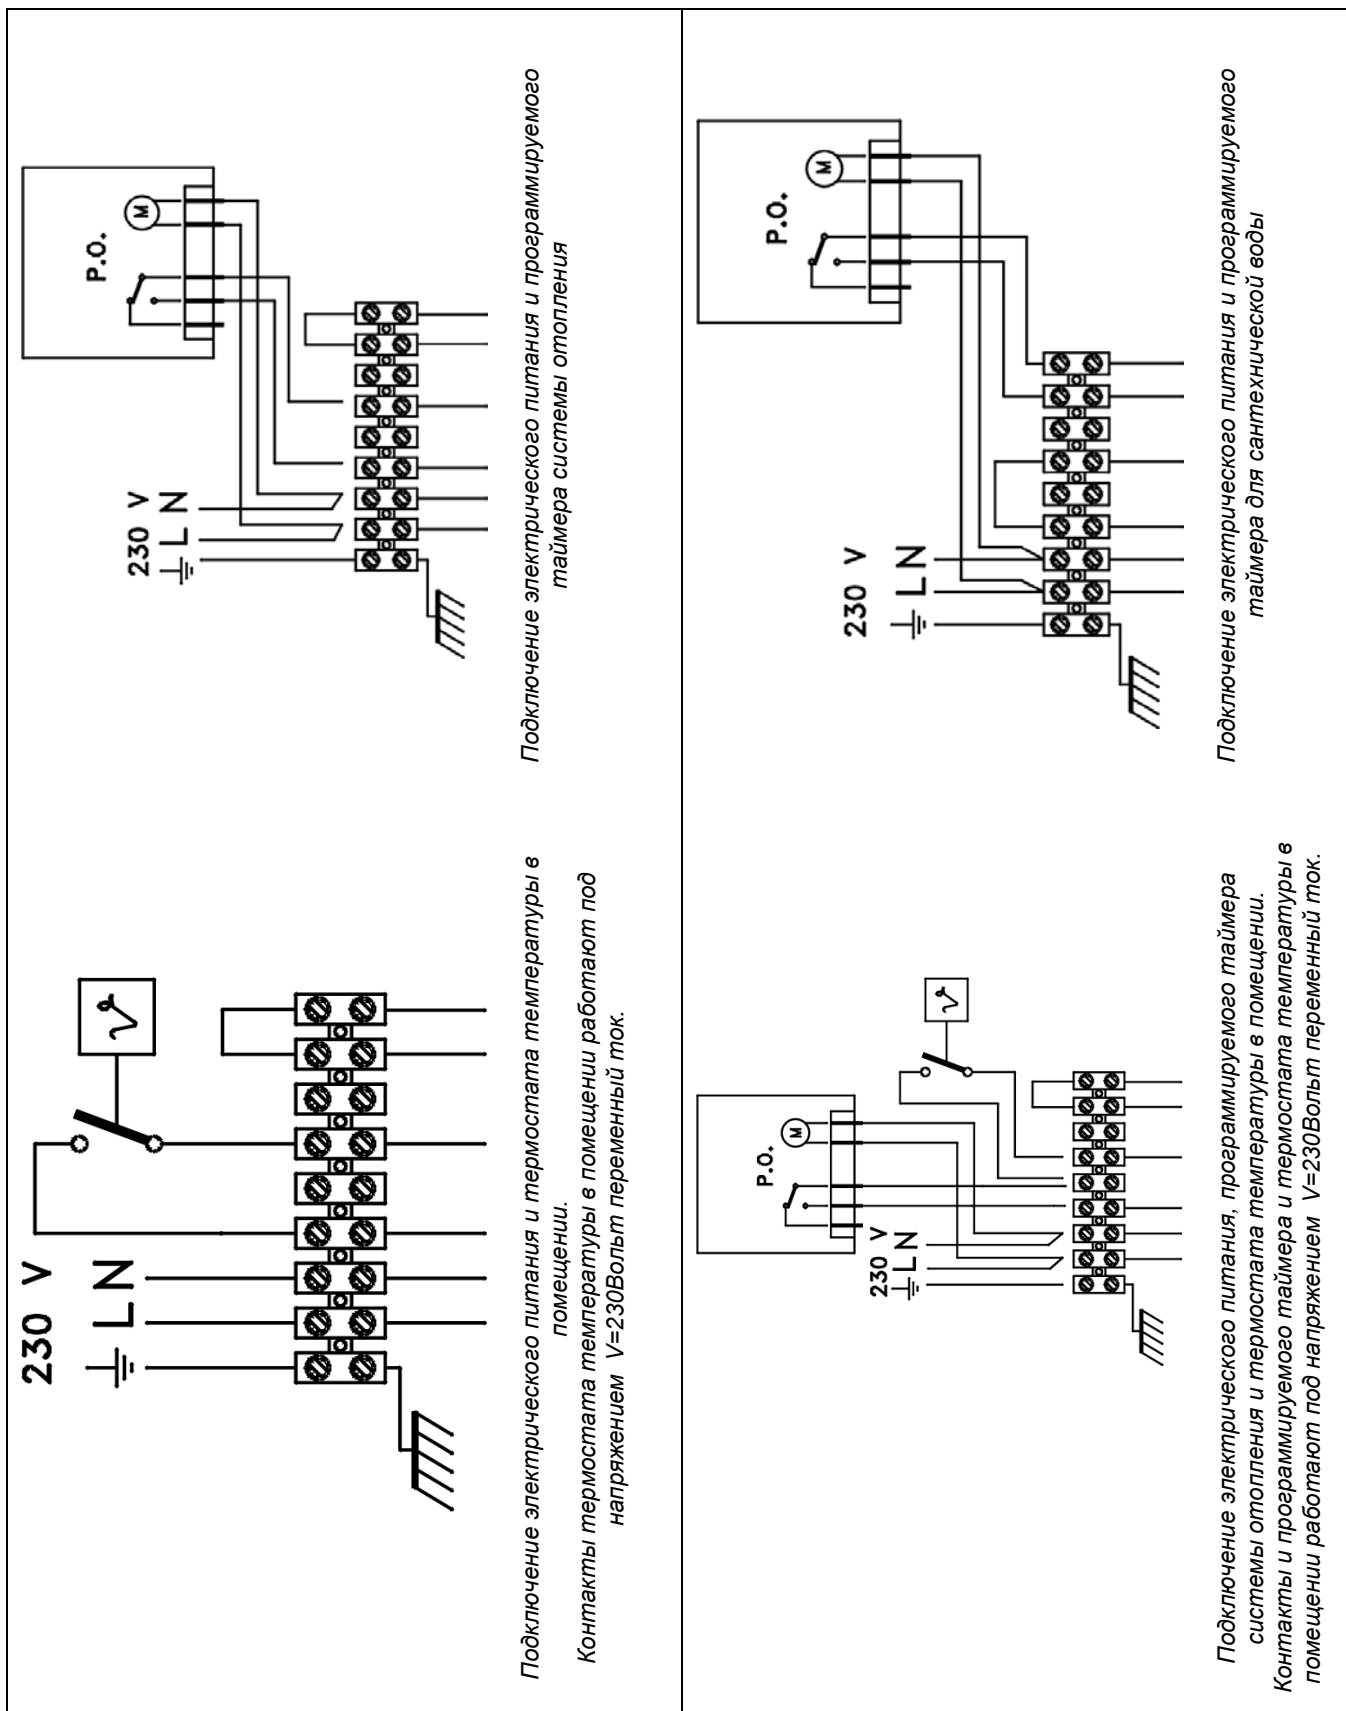 230 V
L N
Подключение электрического питания и термостата температуры в
помещении.
Контакты термостата температуры в помещении работают под
напряжением V=230Вольт переменный ток.
P.O.
M
230 V
L N
Подключение электрического питания и программируемого
таймера системы отопления
P.O.
M
230 V
L N
Подключение электрического питания, программируемого таймера
системы отопления и термостата температуры в помещении.
Контакты и программируемого таймера и термостата температуры в
помещении работают под напряжением V=230Вольт переменный ток.
P.O.
M
230 V
L N
Подключение электрического питания и программируемого
таймера для сантехнической воды